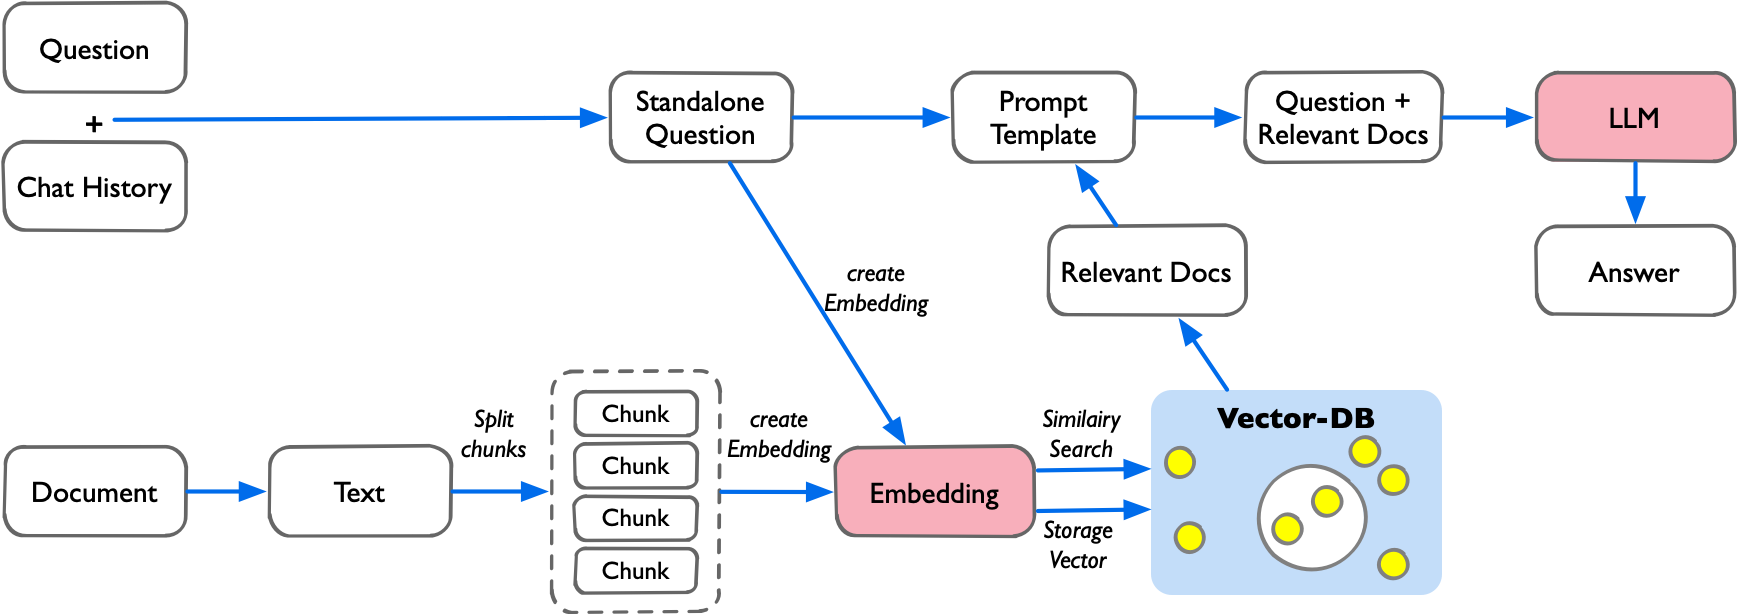 Question
+
Chat History
Standalone
Question
Prompt
Template
Question +
Relevant Docs
LLM
create
Embedding
Relevant Docs
Answer
Document
Text
Split
chunks
Chunk
Chunk
Chunk
Chunk
create
Embedding
Embedding
Similairy
Search
Storage
Vector
Vector-DB